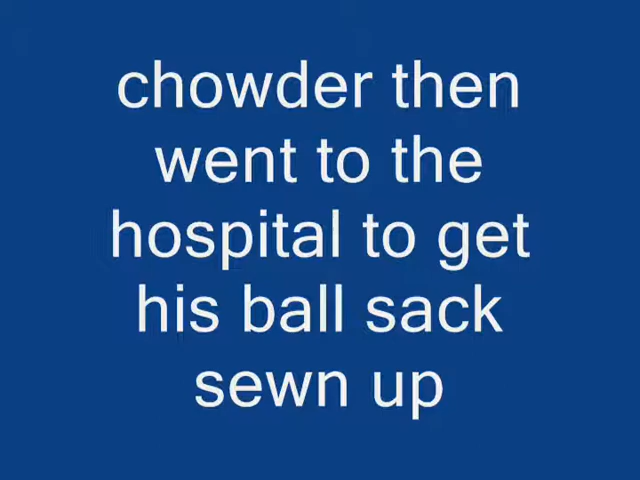 chowder then
went to the
hospital to get
his ball sack
sewn up